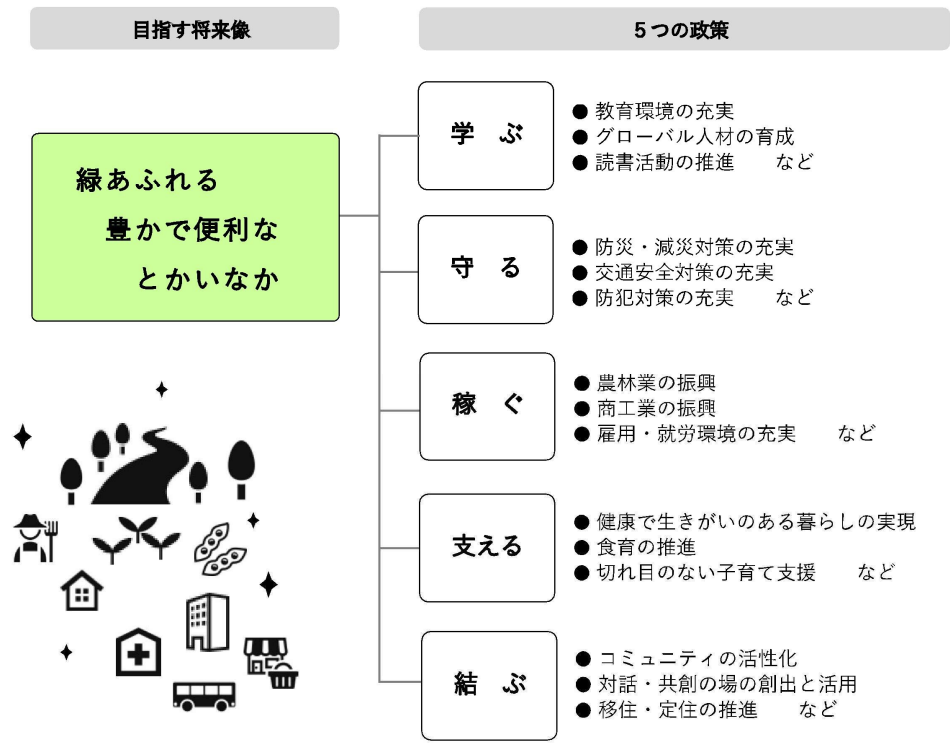 目指す将来像
5つの政策
緑あふれる
豊かで便利な
とかいなか
学 ぶ
● 教育環境の充実
● グローバル人材の育成
● 読書活動の推進 など
守 る
● 防災・減災対策の充実
● 交通安全対策の充実
● 防犯対策の充実 など
稼 ぐ
● 農林業の振興
● 商工業の振興
● 雇用・就労環境の充実 など
支える
● 健康で生きがいのある暮らしの実現
● 食育の推進
● 切れ目のない子育て支援 など
結 ぶ
● コミュニティの活性化
● 対話・共創の場の創出と活用
● 移住・定住の推進 など